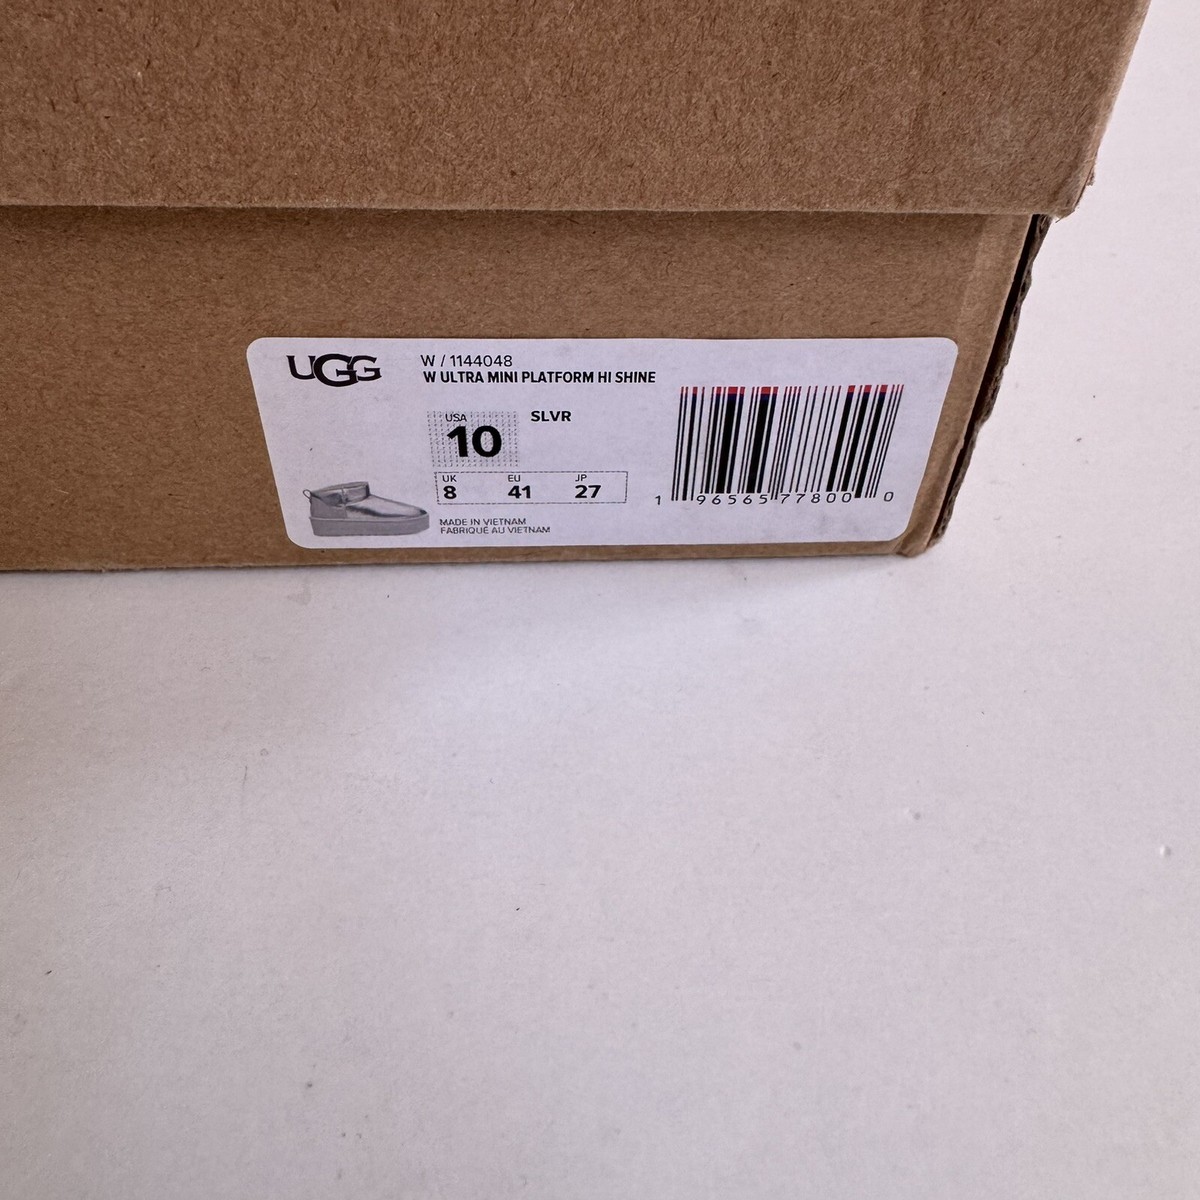 UGG
W / 1144048
W ULTRA MINI PLATFORM HI SHINE
USA
10
SLVR
UK EU JP
8 41 27
MADE IN VIETNAM
FABRIQUÉ AU VIETNAM
1 96565 77800 0